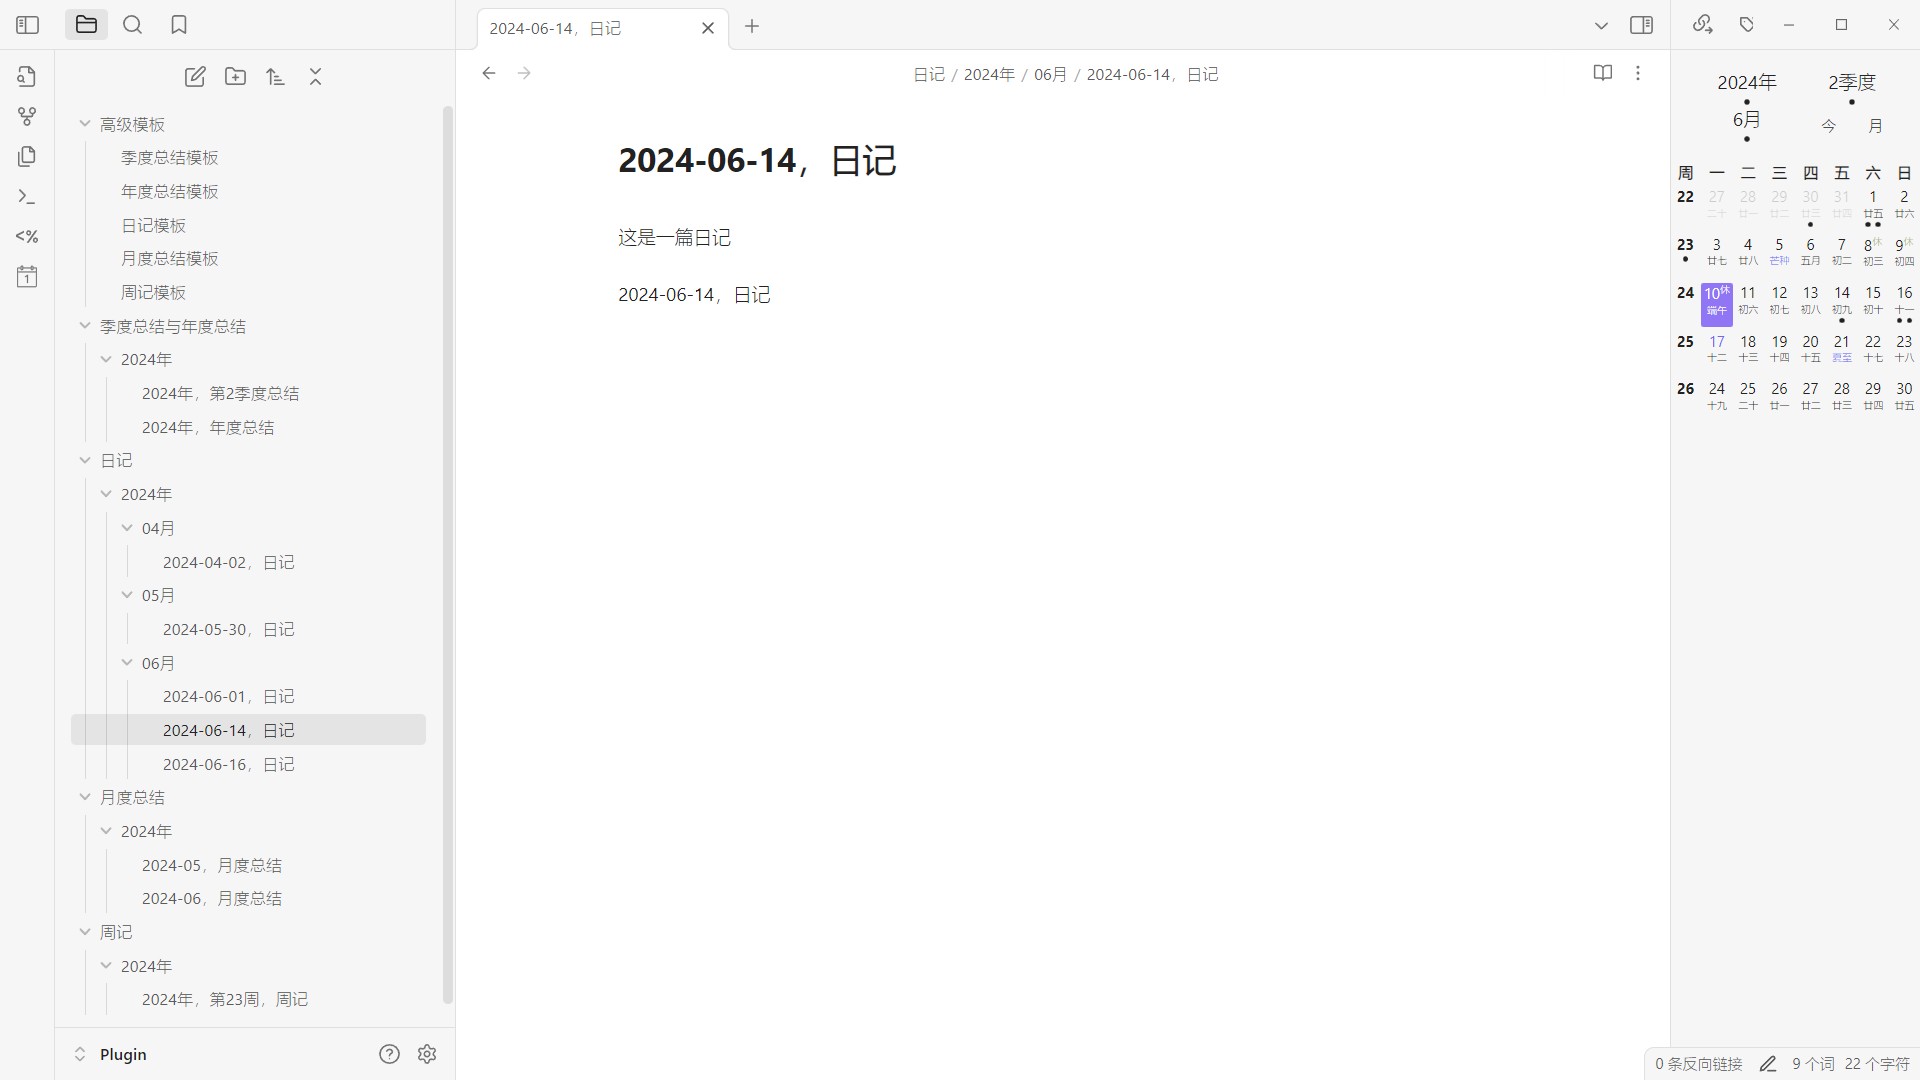 2024-06-14，日记
日记 / 2024年 / 06月 / 2024-06-14，日记
高级模板
季度总结模板
年度总结模板
日记模板
月度总结模板
周记模板
季度总结与年度总结
2024年
2024年，第2季度总结
2024年，年度总结
日记
2024年
04月
2024-04-02，日记
05月
2024-05-30，日记
06月
2024-06-01，日记
2024-06-14，日记
2024-06-16，日记
月度总结
2024年
2024-05，月度总结
2024-06，月度总结
周记
2024年
2024年，第23周，周记
Plugin
<%
1
2024-06-14，日记
这是一篇日记
2024-06-14，日记
2024年 2季度
6月 今 月
周 一 二 三 四 五 六 日
22 27 28 29 30 31 1 2
二十 廿一 廿二 廿三 廿四 廿五 廿六
23 3 4 5 6 7 8休 9休
廿七 廿八 芒种 五月 初二 初三 初四
24 10休 11 12 13 14 15 16
端午 初六 初七 初八 初九 初十 十一
25 17 18 19 20 21 22 23
十二 十三 十四 十五 夏至 十七 十八
26 24 25 26 27 28 29 30
十九 二十 廿一 廿二 廿三 廿四 廿五
0 条反向链接 9 个词 22 个字符